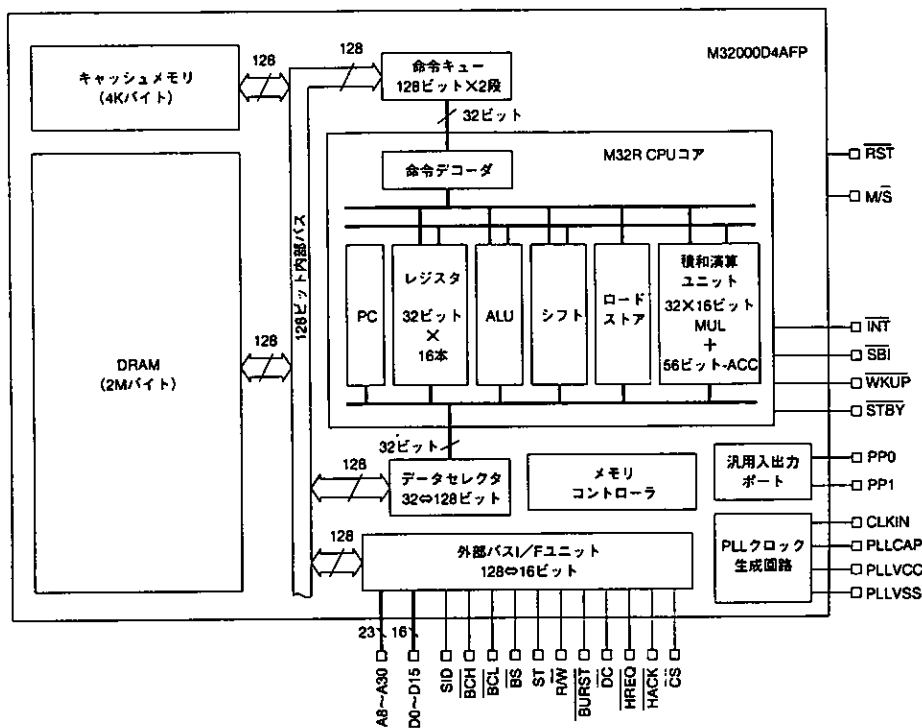 M32000D4AFP
キャッシュメモリ
(4Kバイト)
128
128
命令キュー
128ビット×2段
32ビット
M32R CPUコア
命令デコーダ
128ビット内部バス
DRAM
(2Mバイト)
128
PC
レジスタ
32ビット
×
16本
ALU
シフト
ロード
ストア
積和演算
ユニット
32×16ビット
MUL
+
56ビット-ACC
32ビット
128
データセレクタ
32⇔128ビット
メモリ
コントローラ
汎用入出力
ポート
128
外部バスI/Fユニット
128⇔16ビット
PLLクロック
生成回路
RST
M/S
INT
SBI
WKUP
STBY
PP0
PP1
CLKIN
PLLCAP
PLLVCC
PLLVSS
23
16
A8～A30
D0～D15
SID
BCH
BCL
BS
ST
R/W
BURST
DC
HREQ
HACK
CS